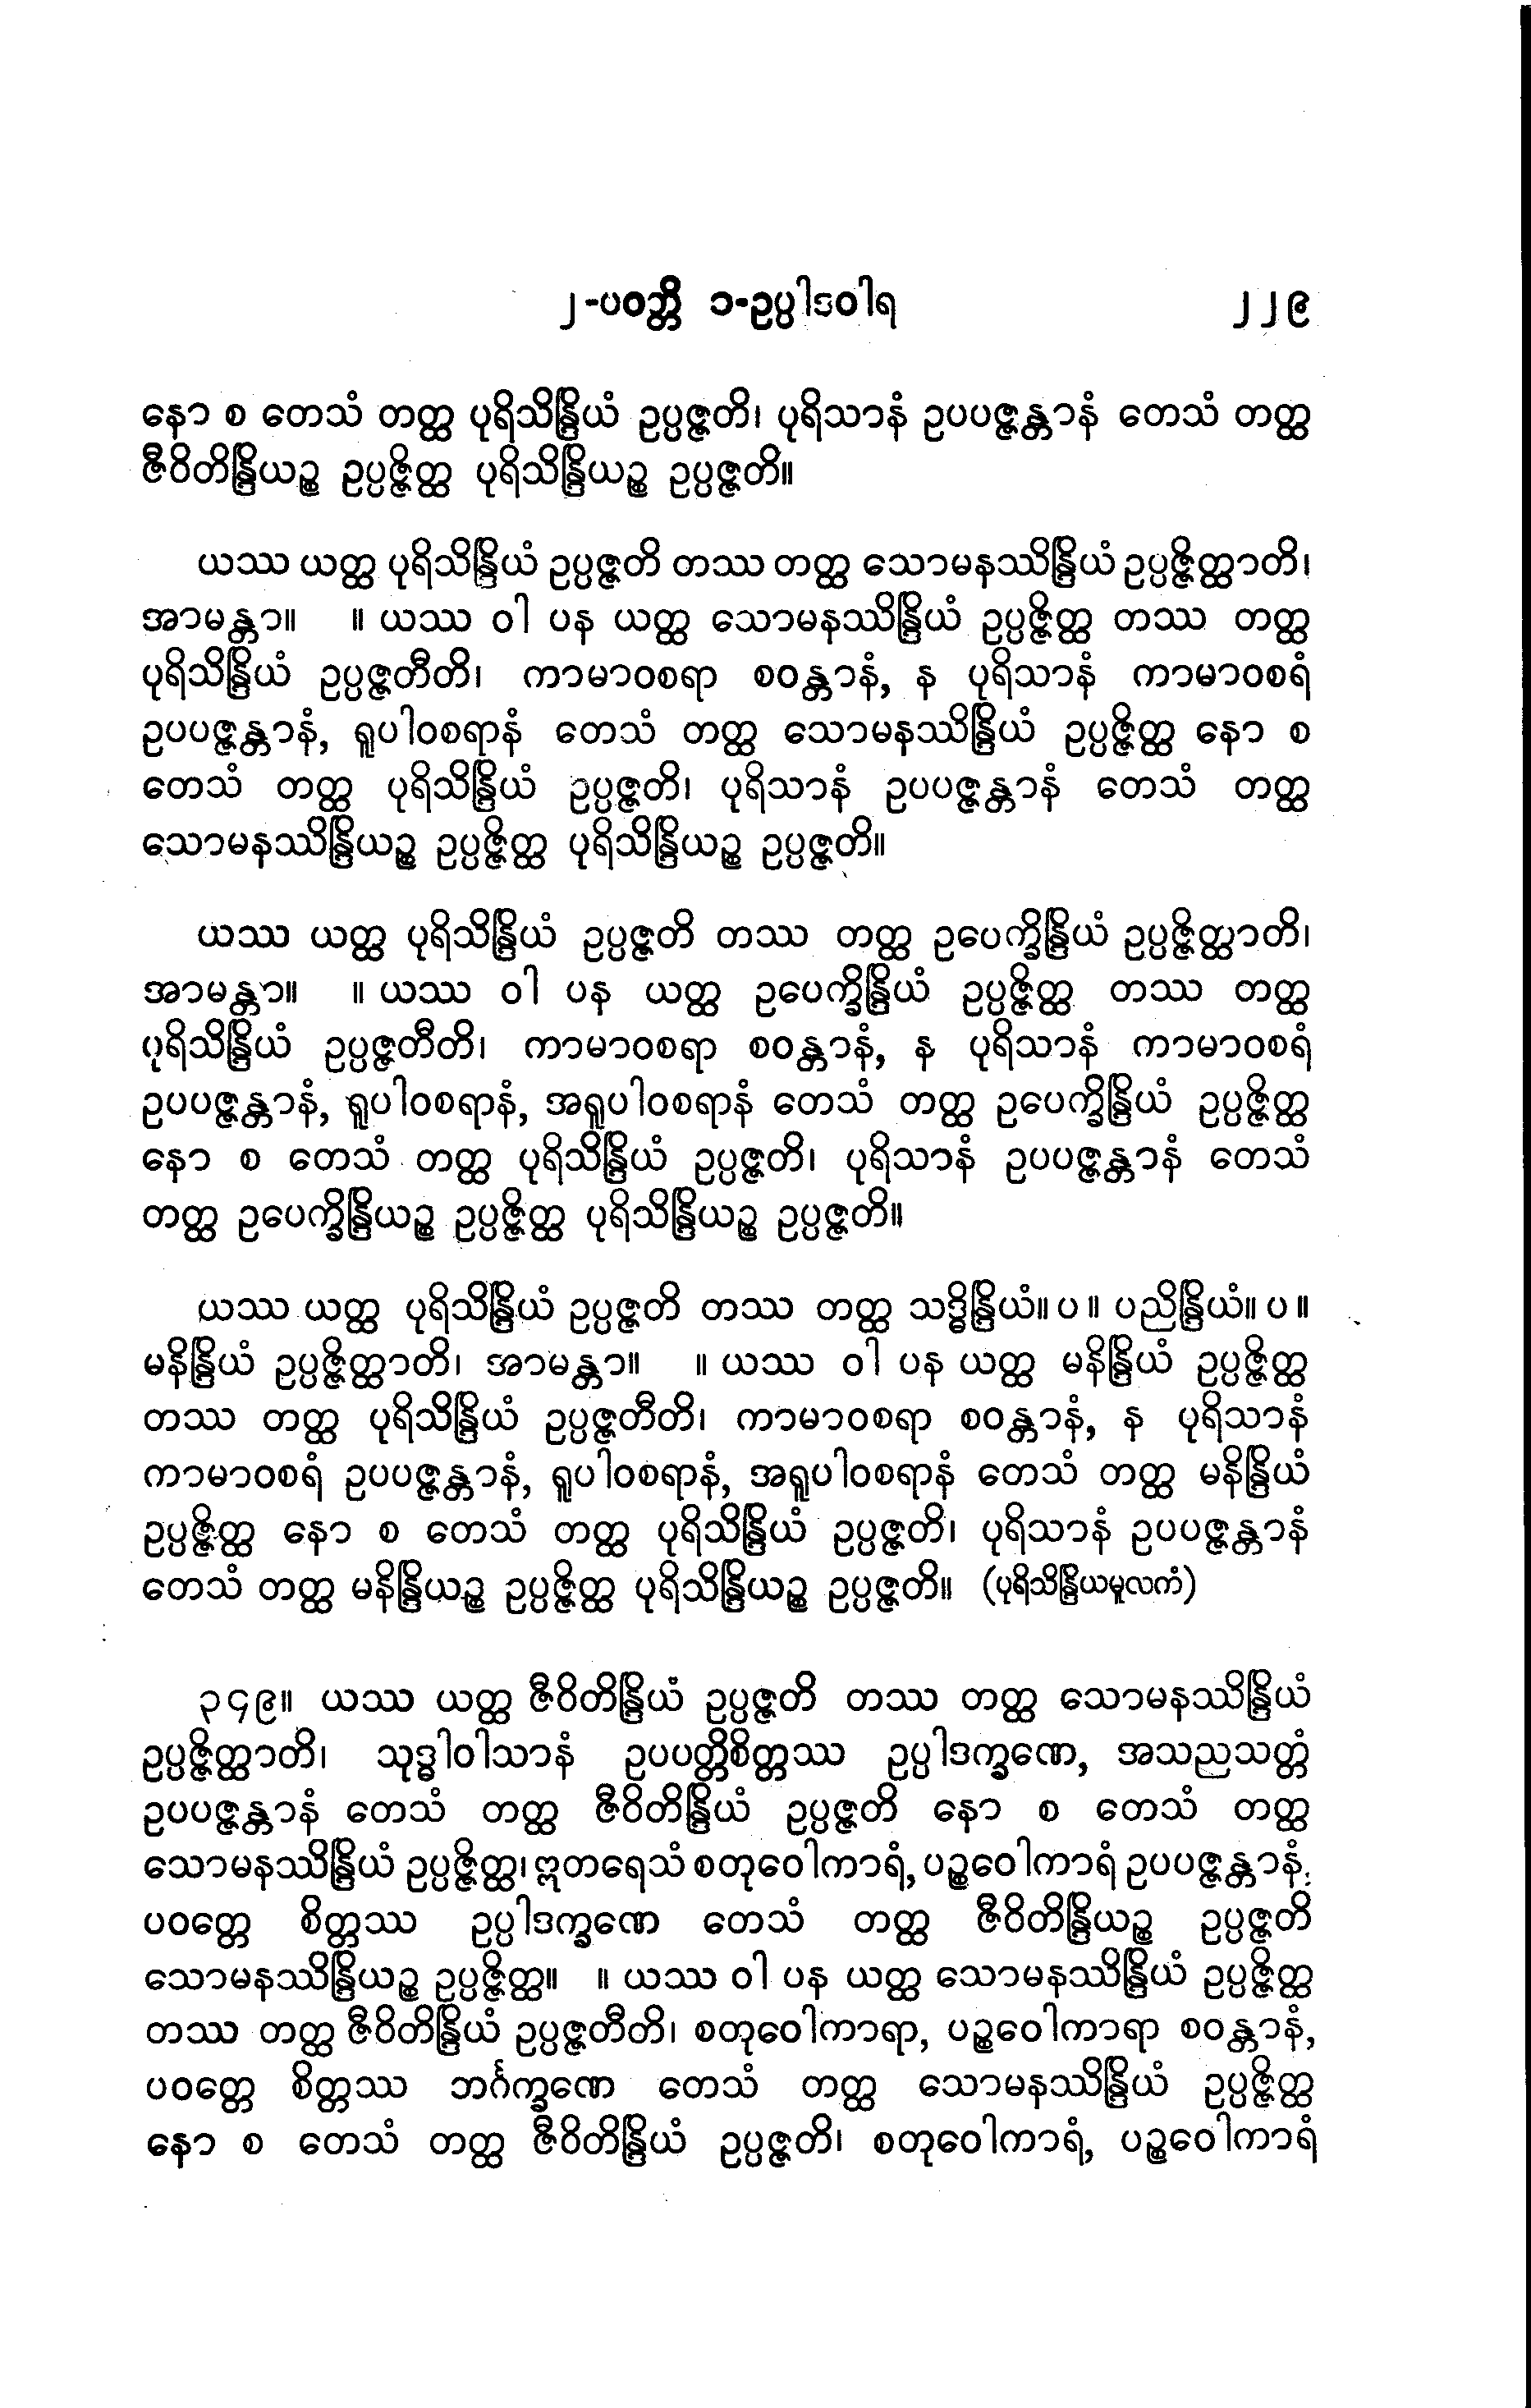 ၂-ပဝတ္တိ ၁-ဥပ္ပါဒဝါရ ၂၂၉
နော စ တေသံ တတ္ထ ပုရိသိန္ဒြိယံ ဥပ္ပဇ္ဇတိ၊ ပုရိသာနံ ဥပပဇ္ဇန္တာနံ တေသံ တတ္ထ
ဇီဝိတိန္ဒြိယဉ္စ ဥပ္ပဇ္ဇိတ္ထ ပုရိသိန္ဒြိယဉ္စ ဥပ္ပဇ္ဇတိ။
ယဿ ယတ္ထ ပုရိသိန္ဒြိယံ ဥပ္ပဇ္ဇတိ တဿ တတ္ထ သောမနဿိန္ဒြိယံ ဥပ္ပဇ္ဇိတ္ထာတိ၊
အာမန္တာ။ ။ ယဿ ဝါ ပန ယတ္ထ သောမနဿိန္ဒြိယံ ဥပ္ပဇ္ဇိတ္ထ တဿ တတ္ထ
ပုရိသိန္ဒြိယံ ဥပ္ပဇ္ဇတီတိ၊ ကာမာဝစရာ စဝန္တာနံ, န ပုရိသာနံ ကာမာဝစရံ
ဥပပဇ္ဇန္တာနံ, ရူပါဝစရာနံ တေသံ တတ္ထ သောမနဿိန္ဒြိယံ ဥပ္ပဇ္ဇိတ္ထ နော စ
တေသံ တတ္ထ ပုရိသိန္ဒြိယံ ဥပ္ပဇ္ဇတိ၊ ပုရိသာနံ ဥပပဇ္ဇန္တာနံ တေသံ တတ္ထ
သောမနဿိန္ဒြိယဉ္စ ဥပ္ပဇ္ဇိတ္ထ ပုရိသိန္ဒြိယဉ္စ ဥပ္ပဇ္ဇတိ။
ယဿ ယတ္ထ ပုရိသိန္ဒြိယံ ဥပ္ပဇ္ဇတိ တဿ တတ္ထ ဥပေက္ခိန္ဒြိယံ ဥပ္ပဇ္ဇိတ္ထာတိ၊
အာမန္တာ။ ။ ယဿ ဝါ ပန ယတ္ထ ဥပေက္ခိန္ဒြိယံ ဥပ္ပဇ္ဇိတ္ထ တဿ တတ္ထ
ပုရိသိန္ဒြိယံ ဥပ္ပဇ္ဇတီတိ၊ ကာမာဝစရာ စဝန္တာနံ, န ပုရိသာနံ ကာမာဝစရံ
ဥပပဇ္ဇန္တာနံ, ရူပါဝစရာနံ, အရူပါဝစရာနံ တေသံ တတ္ထ ဥပေက္ခိန္ဒြိယံ ဥပ္ပဇ္ဇိတ္ထ
နော စ တေသံ တတ္ထ ပုရိသိန္ဒြိယံ ဥပ္ပဇ္ဇတိ၊ ပုရိသာနံ ဥပပဇ္ဇန္တာနံ တေသံ
တတ္ထ ဥပေက္ခိန္ဒြိယဉ္စ ဥပ္ပဇ္ဇိတ္ထ ပုရိသိန္ဒြိယဉ္စ ဥပ္ပဇ္ဇတိ။
ယဿ ယတ္ထ ပုရိသိန္ဒြိယံ ဥပ္ပဇ္ဇတိ တဿ တတ္ထ သဒ္ဓိန္ဒြိယံ။ ပ ။ ပညိန္ဒြိယံ။ ပ ။
မနိန္ဒြိယံ ဥပ္ပဇ္ဇိတ္ထာတိ၊ အာမန္တာ။ ။ ယဿ ဝါ ပန ယတ္ထ မနိန္ဒြိယံ ဥပ္ပဇ္ဇိတ္ထ
တဿ တတ္ထ ပုရိသိန္ဒြိယံ ဥပ္ပဇ္ဇတီတိ၊ ကာမာဝစရာ စဝန္တာနံ, န ပုရိသာနံ
ကာမာဝစရံ ဥပပဇ္ဇန္တာနံ, ရူပါဝစရာနံ, အရူပါဝစရာနံ တေသံ တတ္ထ မနိန္ဒြိယံ
ဥပ္ပဇ္ဇိတ္ထ နော စ တေသံ တတ္ထ ပုရိသိန္ဒြိယံ ဥပ္ပဇ္ဇတိ၊ ပုရိသာနံ ဥပပဇ္ဇန္တာနံ
တေသံ တတ္ထ မနိန္ဒြိယဉ္စ ဥပ္ပဇ္ဇိတ္ထ ပုရိသိန္ဒြိယဉ္စ ဥပ္ပဇ္ဇတိ။ (ပုရိသိန္ဒြိယမူလကံ)
၃၄၉။ ယဿ ယတ္ထ ဇီဝိတိန္ဒြိယံ ဥပ္ပဇ္ဇတိ တဿ တတ္ထ သောမနဿိန္ဒြိယံ
ဥပ္ပဇ္ဇိတ္ထာတိ၊ သုဒ္ဓါဝါသာနံ ဥပပတ္တိစိတ္တဿ ဥပ္ပါဒက္ခဏေ, အသညသတ္တံ
ဥပပဇ္ဇန္တာနံ တေသံ တတ္ထ ဇီဝိတိန္ဒြိယံ ဥပ္ပဇ္ဇတိ နော စ တေသံ တတ္ထ
သောမနဿိန္ဒြိယံ ဥပ္ပဇ္ဇိတ္ထ၊ ဣတရေသံ စတုဝေါကာရံ, ပဉ္စဝေါကာရံ ဥပပဇ္ဇန္တာနံ,
ပဝတ္တေ စိတ္တဿ ဥပ္ပါဒက္ခဏေ တေသံ တတ္ထ ဇီဝိတိန္ဒြိယဉ္စ ဥပ္ပဇ္ဇတိ
သောမနဿိန္ဒြိယဉ္စ ဥပ္ပဇ္ဇိတ္ထ။ ။ ယဿ ဝါ ပန ယတ္ထ သောမနဿိန္ဒြိယံ ဥပ္ပဇ္ဇိတ္ထ
တဿ တတ္ထ ဇီဝိတိန္ဒြိယံ ဥပ္ပဇ္ဇတီတိ၊ စတုဝေါကာရာ, ပဉ္စဝေါကာရာ စဝန္တာနံ,
ပဝတ္တေ စိတ္တဿ ဘင်္ဂက္ခဏေ တေသံ တတ္ထ သောမနဿိန္ဒြိယံ ဥပ္ပဇ္ဇိတ္ထ
နော စ တေသံ တတ္ထ ဇီဝိတိန္ဒြိယံ ဥပ္ပဇ္ဇတိ၊ စတုဝေါကာရံ, ပဉ္စဝေါကာရံ